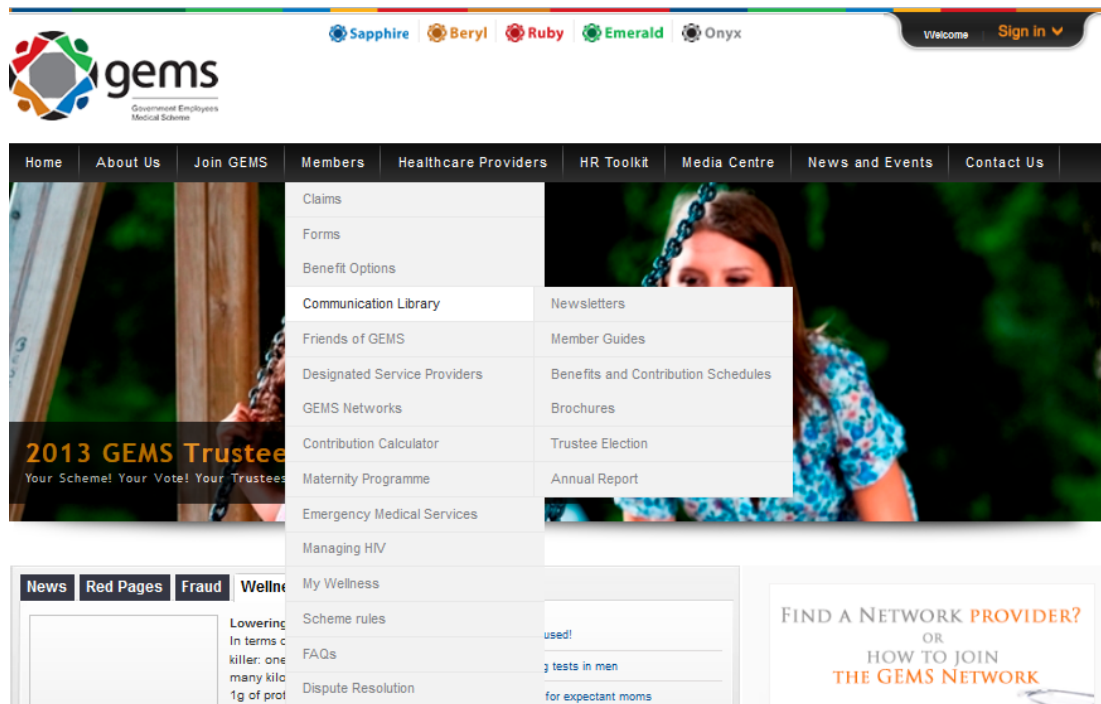 Sapphire Beryl Ruby Emerald Onyx
Welcome Sign in
gems
Government Employees
Medical Scheme
Home About Us Join GEMS Members Healthcare Providers HR Toolkit Media Centre News and Events Contact Us
Claims
Forms
Benefit Options
Communication Library
Friends of GEMS
Designated Service Providers
GEMS Networks
Contribution Calculator
Maternity Programme
Emergency Medical Services
Managing HIV
My Wellness
Scheme rules
FAQs
Dispute Resolution
Newsletters
Member Guides
Benefits and Contribution Schedules
Brochures
Trustee Election
Annual Report
2013 GEMS Trustee
Your Scheme! Your Vote! Your Trustees
News Red Pages Fraud
Lowering
In terms
killer: one
many kilo
1g of prot
used!
tests in men
for expectant moms
FIND A NETWORK PROVIDER?
OR
HOW TO JOIN
THE GEMS NETWORK